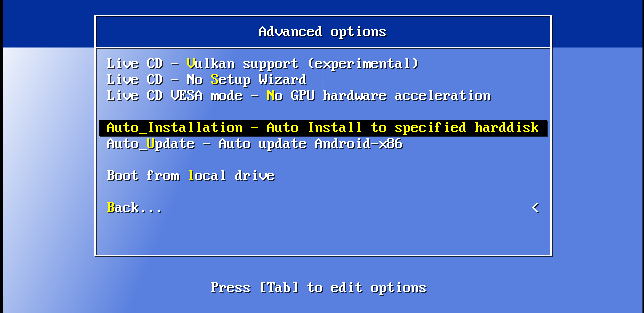 Advanced options
Live CD - Vulkan support (experimental)
Live CD - No Setup Wizard
Live CD VESA mode - No GPU hardware acceleration
Auto_Installation - Auto Install to specified harddisk
Auto_Update - Auto update Android-x86
Boot from local drive
Back... <
Press [Tab] to edit options